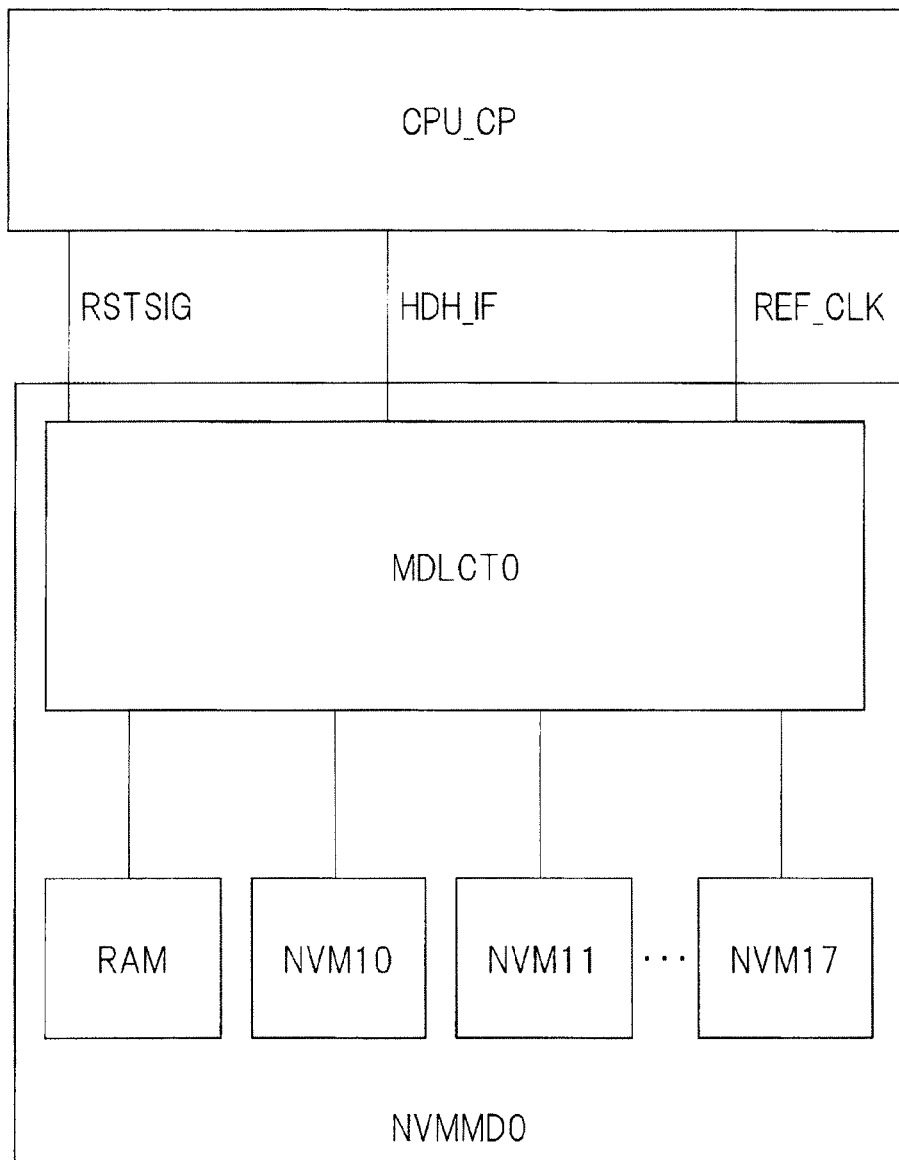 CPU_CP
RSTSIG HDH_IF REF_CLK
MDLCT0
RAM NVM10 NVM11 ··· NVM17
NVMMD0